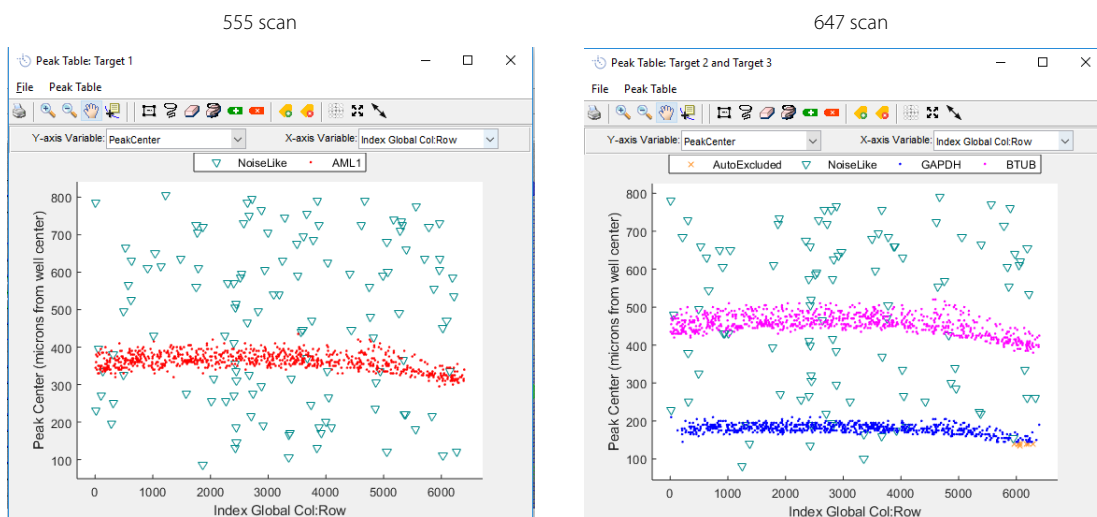 555 scan
647 scan
Peak Table: Target 1
File Peak Table
Y-axis Variable: PeakCenter X-axis Variable: Index Global Col:Row
NoiseLike AML1
800
700
600
500
400
300
200
100
Peak Center (microns from well center)
0 1000 2000 3000 4000 5000 6000
Index Global Col:Row
Peak Table: Target 2 and Target 3
File Peak Table
Y-axis Variable: PeakCenter X-axis Variable: Index Global Col:Row
AutoExcluded NoiseLike GAPDH BTUB
800
700
600
500
400
300
200
100
Peak Center (microns from well center)
0 1000 2000 3000 4000 5000 6000
Index Global Col:Row